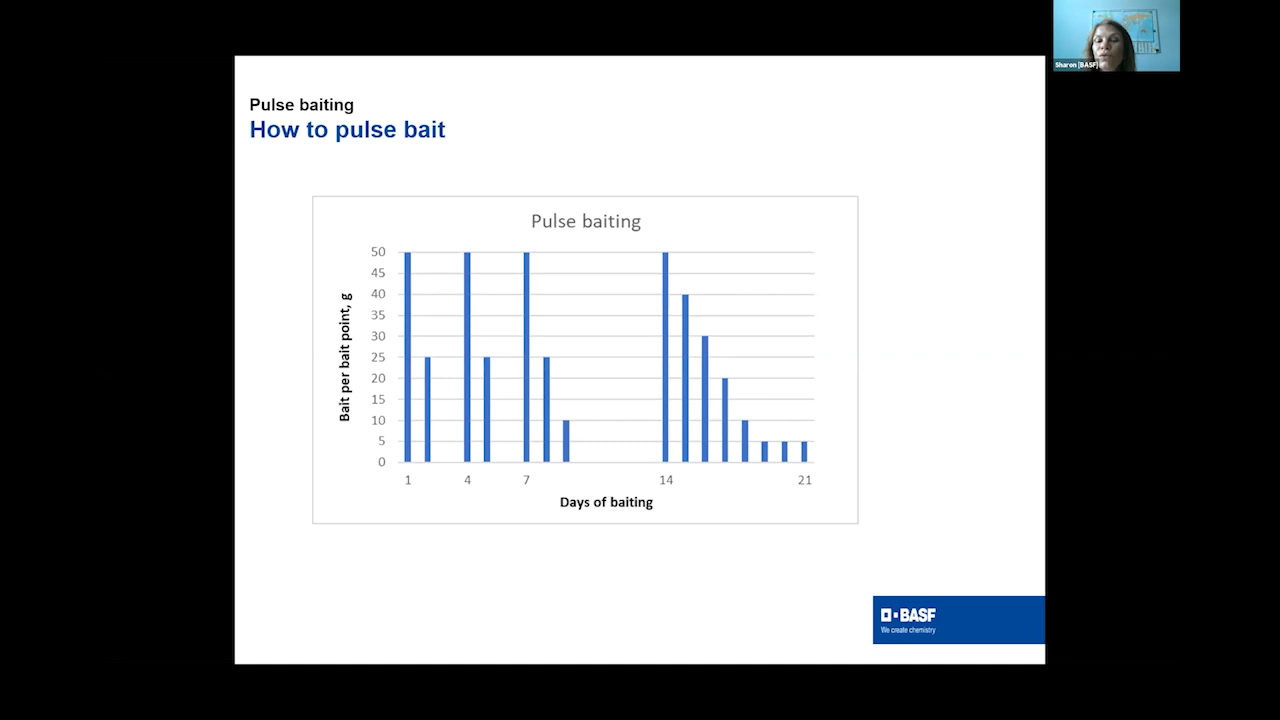 Sharon [BASF]
Pulse baiting
How to pulse bait
Pulse baiting
Bait per bait point, g
50
45
40
35
30
25
20
15
10
5
0
1 4 7 14 21
Days of baiting
BASF
We create chemistry